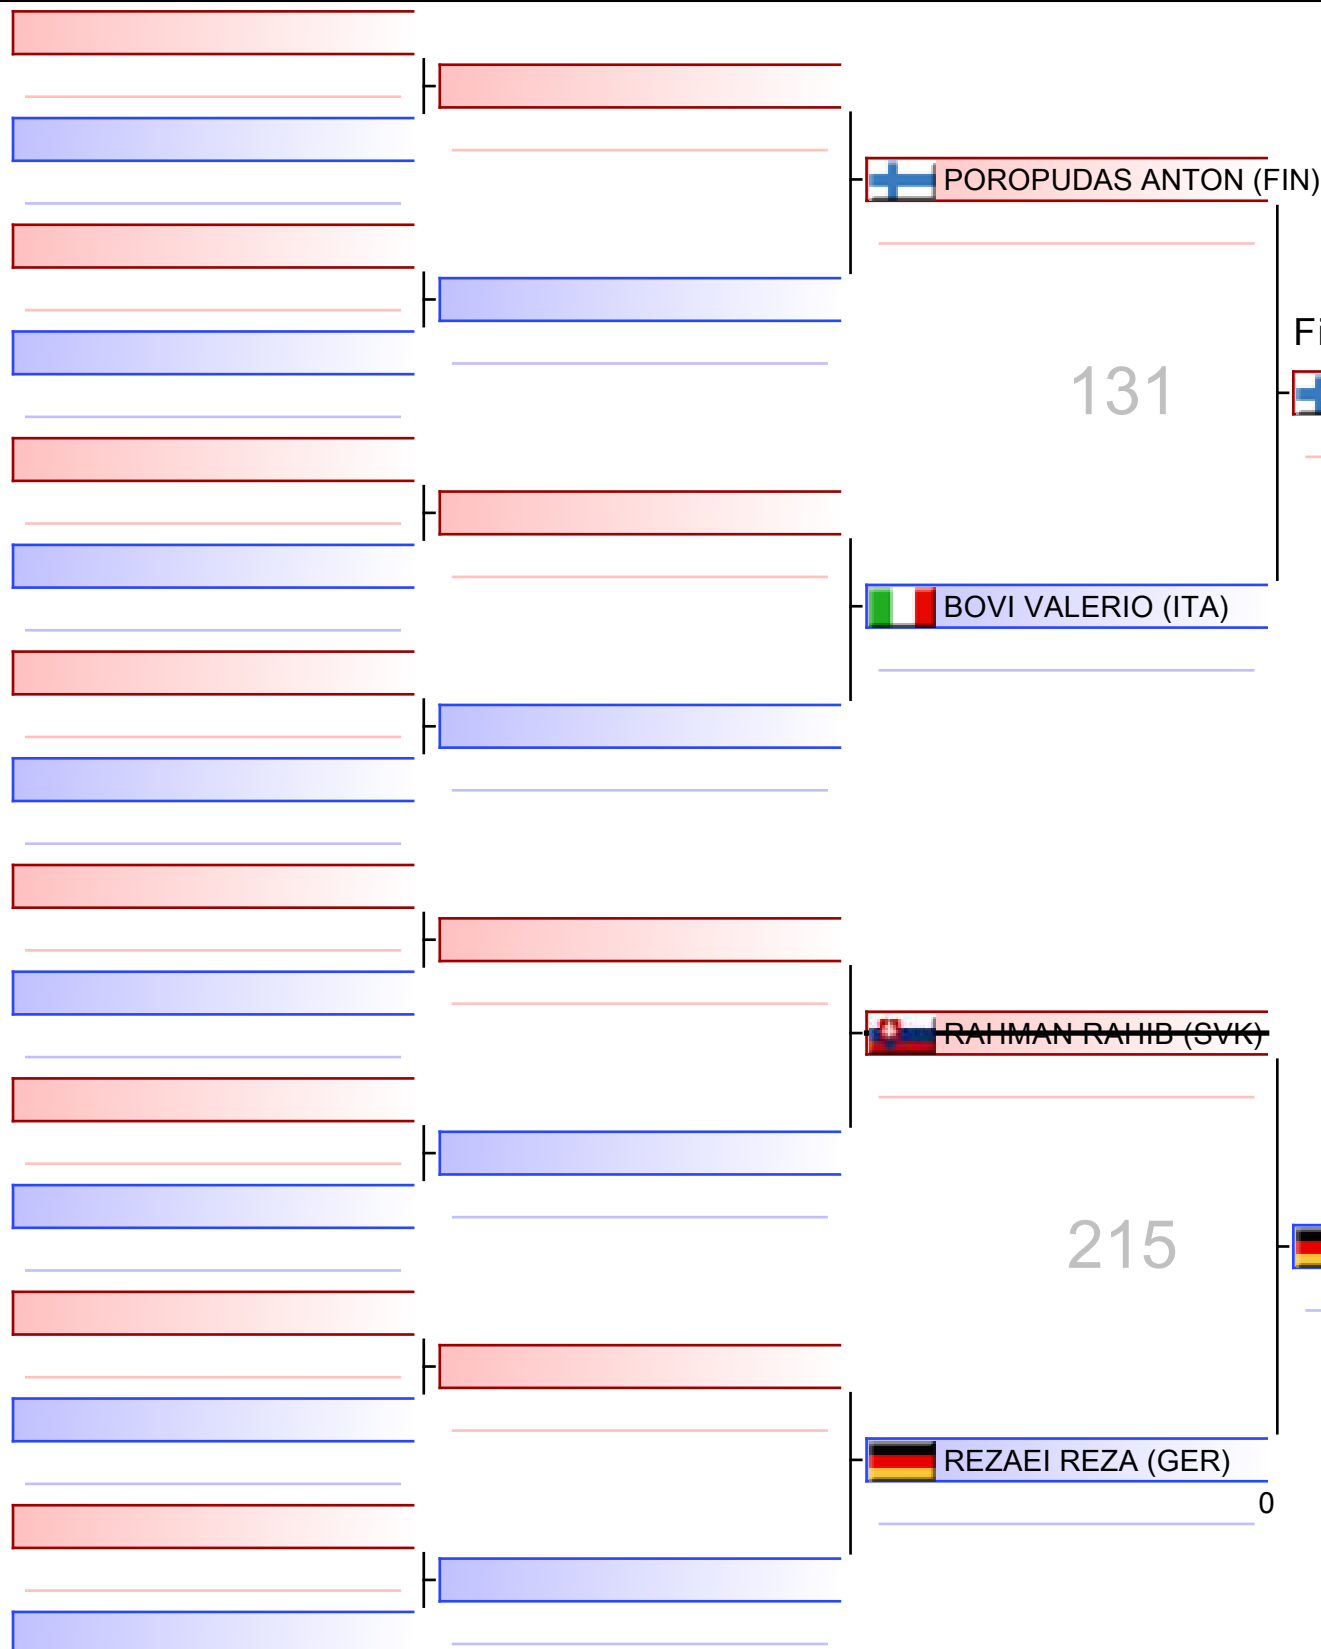 POROPUDAS ANTON (FIN)
131
BOVI VALERIO (ITA)
RAHMAN RAHIB (SVK)
215
REZAEI REZA (GER)
0